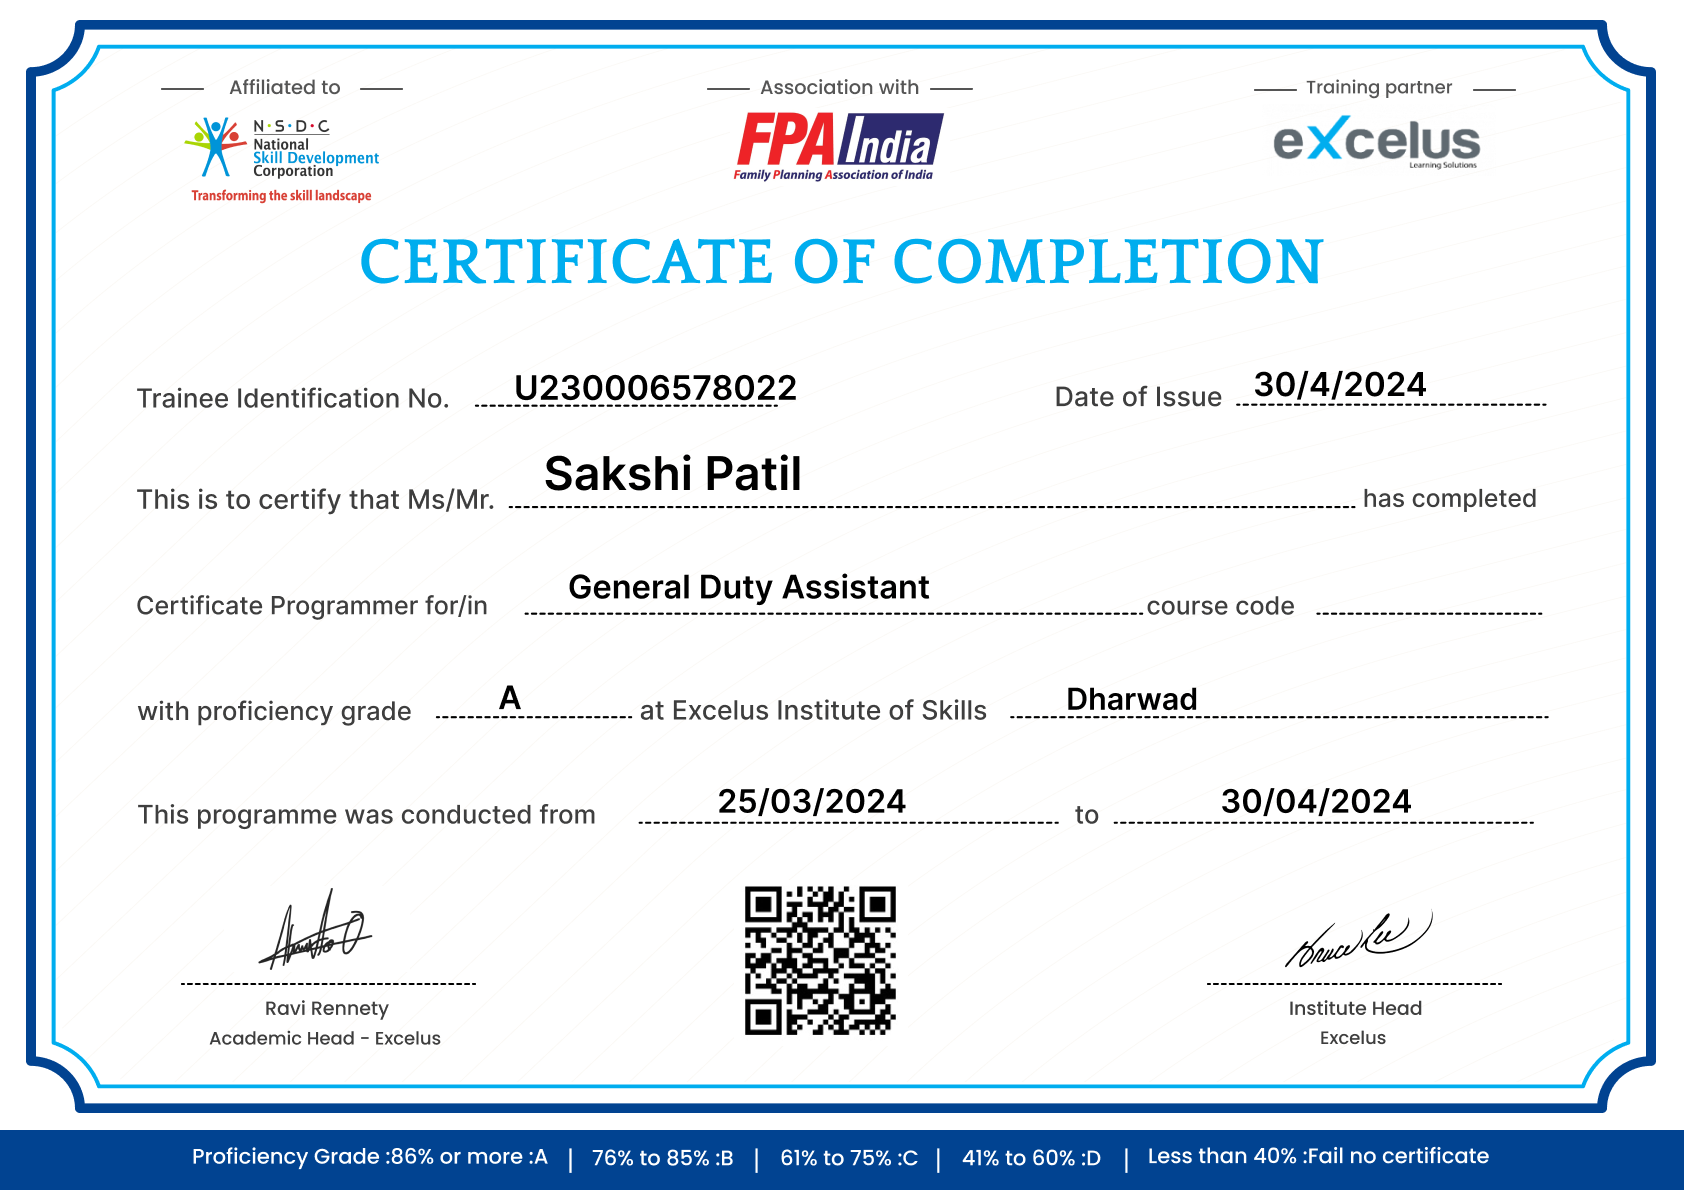 Affiliated to
Association with
Training partner
N·S·D·C
National
Skill Development
Corporation
Transforming the skill landscape
FPA India
Family Planning Association of India
eXcelus
Learning Solutions
CERTIFICATE OF COMPLETION
Trainee Identification No. U230006578022 Date of Issue 30/4/2024
This is to certify that Ms/Mr. Sakshi Patil has completed
Certificate Programmer for/in General Duty Assistant course code
with proficiency grade A at Excelus Institute of Skills Dharwad
This programme was conducted from 25/03/2024 to 30/04/2024
Bruce Lee
Ravi Rennety
Academic Head - Excelus
Institute Head
Excelus
Proficiency Grade :86% or more :A | 76% to 85% :B | 61% to 75% :C | 41% to 60% :D | Less than 40% :Fail no certificate